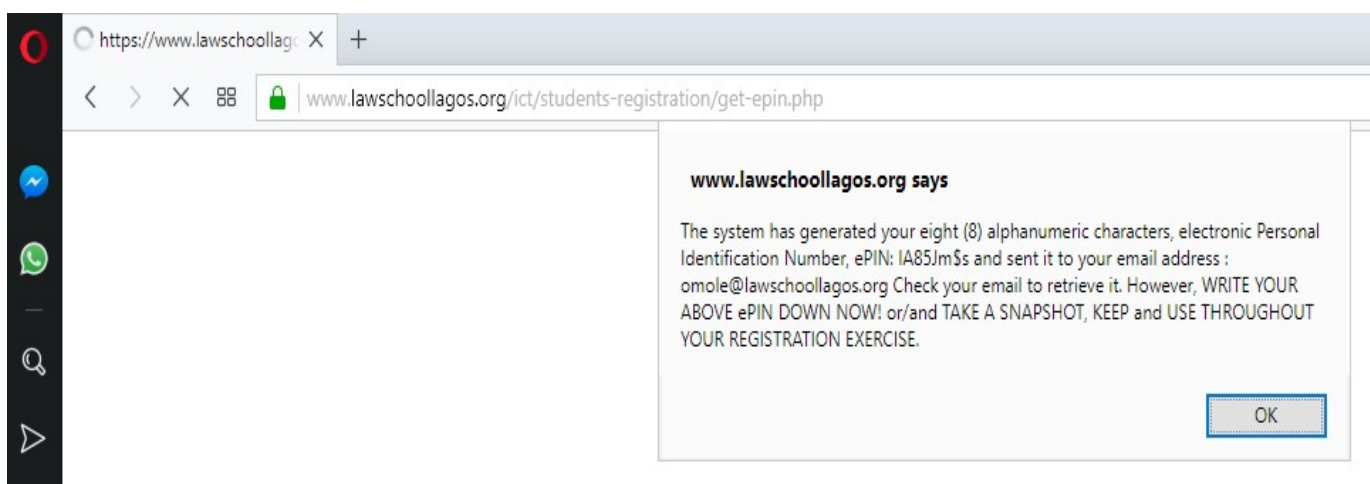 https://www.lawschoollagc
www.lawschoollagos.org/ict/students-registration/get-epin.php
www.lawschoollagos.org says
The system has generated your eight (8) alphanumeric characters, electronic Personal
Identification Number, ePIN: IA85Jm$s and sent it to your email address :
omole@lawschoollagos.org Check your email to retrieve it. However, WRITE YOUR
ABOVE ePIN DOWN NOW! or/and TAKE A SNAPSHOT, KEEP and USE THROUGHOUT
YOUR REGISTRATION EXERCISE.
OK